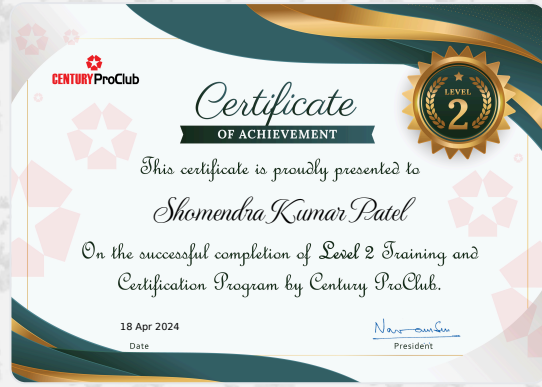 CENTURY ProClub
Certificate
OF ACHIEVEMENT
LEVEL
2
This certificate is proudly presented to
Shomendra Kumar Patel
On the successful completion of Level 2 Training and
Certification Program by Century ProClub.
18 Apr 2024
Date
President